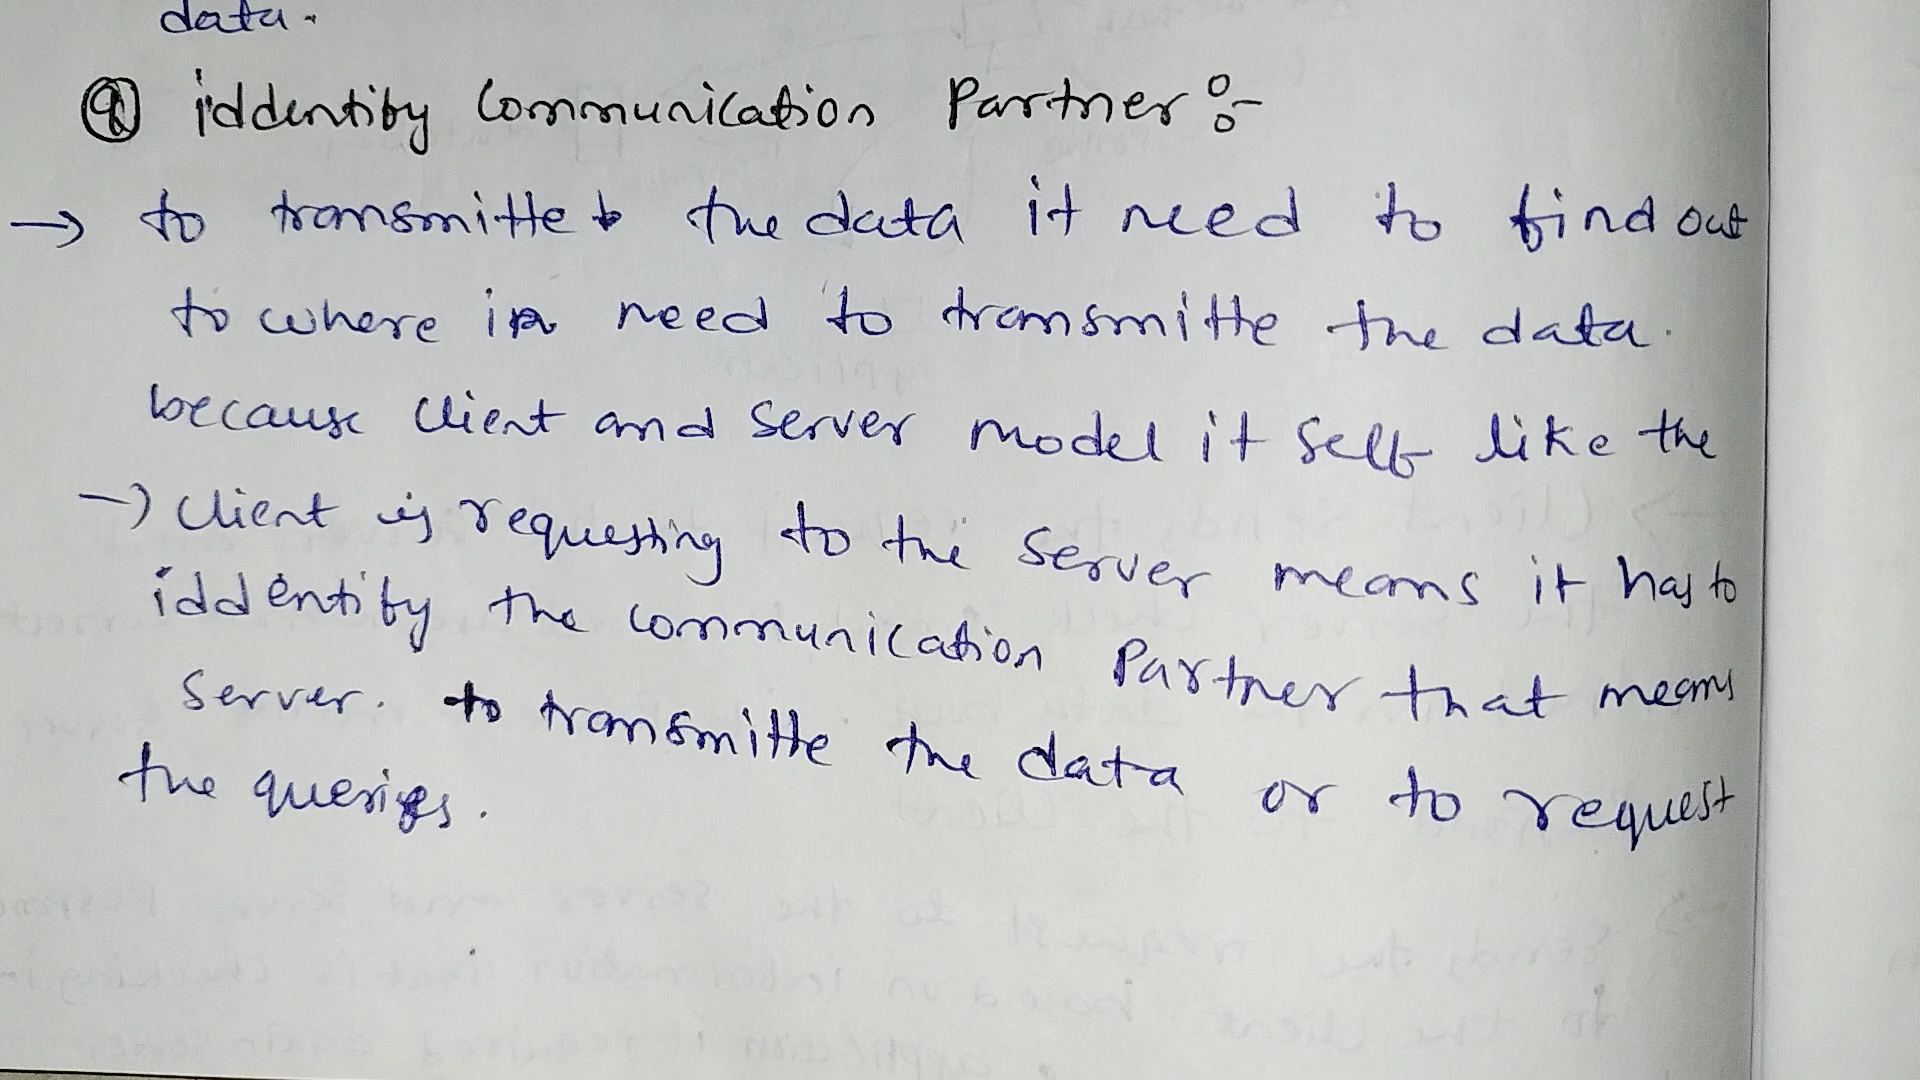 data.
④ iddentify Communication Partner :-
→ to transmitte the data it need to find out
to where in need to transmitte the data.
because client and server model it self like the
→ client is requesting to the server means it has to
iddentify the communication Partner that means
server. to transmitte the data or to request
the queries.